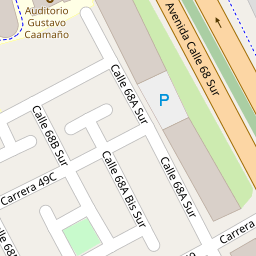 Auditorio
Gustavo
Caamaño
Avenida Calle 68 Sur
Calle 68A Sur
P
Calle 68B Sur
Calle 68A Bis Sur
Calle 68A Sur
Carrera 49C
Carrera